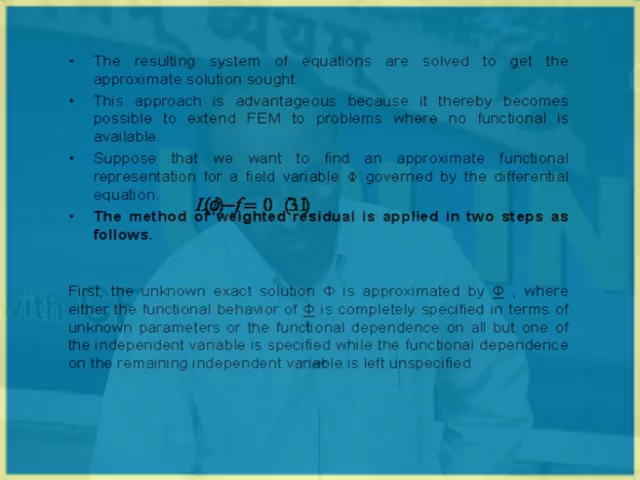 • The resulting system of equations are solved to get the
approximate solution sought.
• This approach is advantageous because it thereby becomes
possible to extend FEM to problems where no functional is
available.
• Suppose that we want to find an approximate functional
representation for a field variable Φ governed by the differential
equation.
L(ϕ)−f = 0 (3.1)
• The method of weighted residual is applied in two steps as
follows.
First, the unknown exact solution Φ is approximated by Φ , where
either the functional behavior of Φ is completely specified in terms of
unknown parameters or the functional dependence on all but one of
the independent variable is specified while the functional dependence
on the remaining independent variable is left unspecified
with